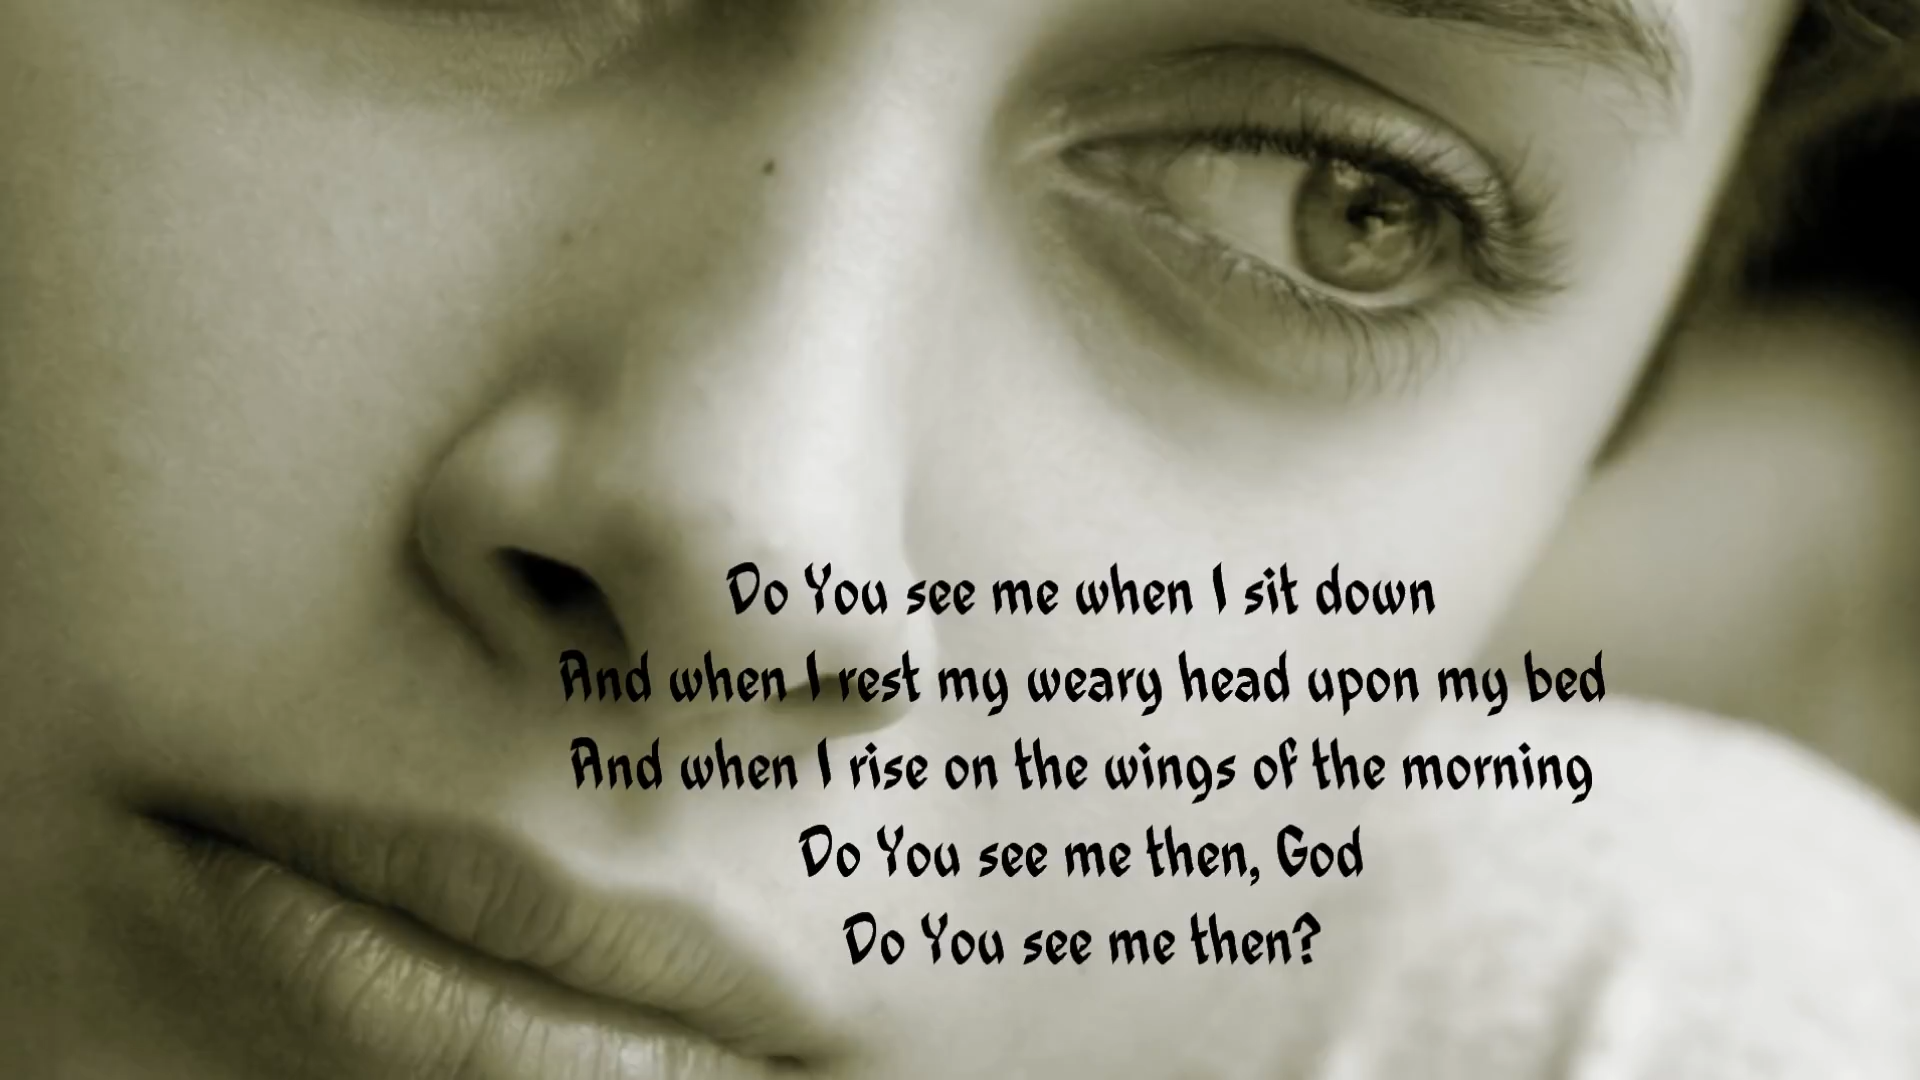 Do You see me when I sit down
And when I rest my weary head upon my bed
And when I rise on the wings of the morning
Do You see me then, God
Do You see me then?